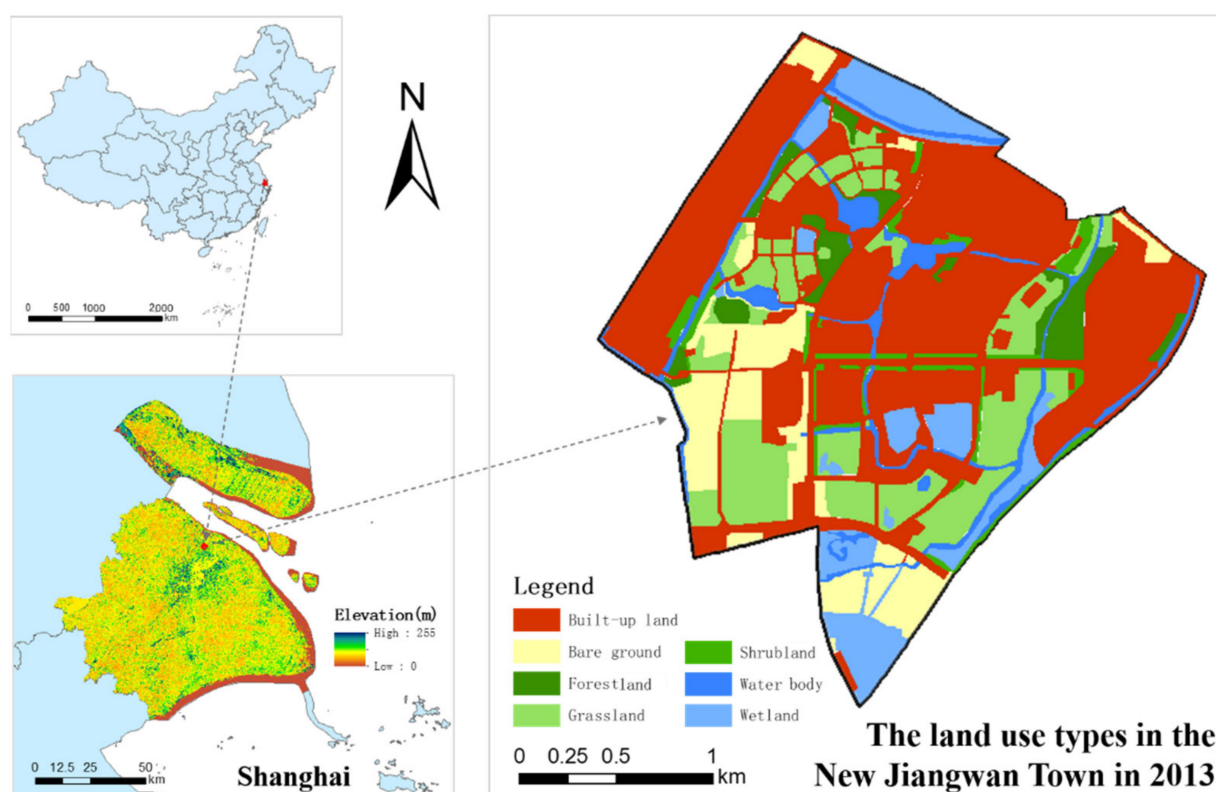 N
0 500 1000 2000
km
Elevation(m)
High : 255
Low : 0
0 12.5 25 50
km
Shanghai
Legend
Built-up land
Bare ground
Shrubland
Forestland
Water body
Grassland
Wetland
0 0.25 0.5 1
km
The land use types in the
New Jiangwan Town in 2013